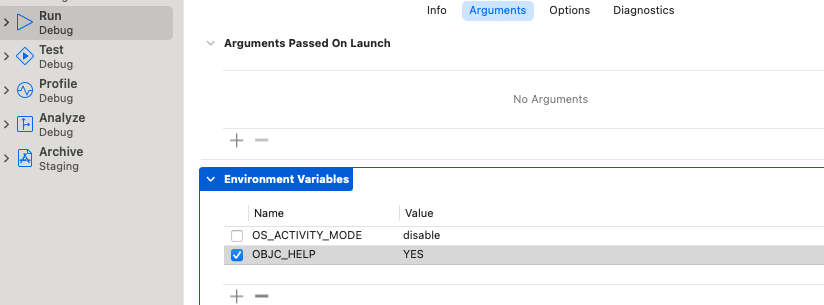 Run
Debug
Test
Debug
Profile
Debug
Analyze
Debug
Archive
Staging
Info Arguments Options Diagnostics
Arguments Passed On Launch
No Arguments
Environment Variables
Name Value
OS_ACTIVITY_MODE disable
OBJC_HELP YES